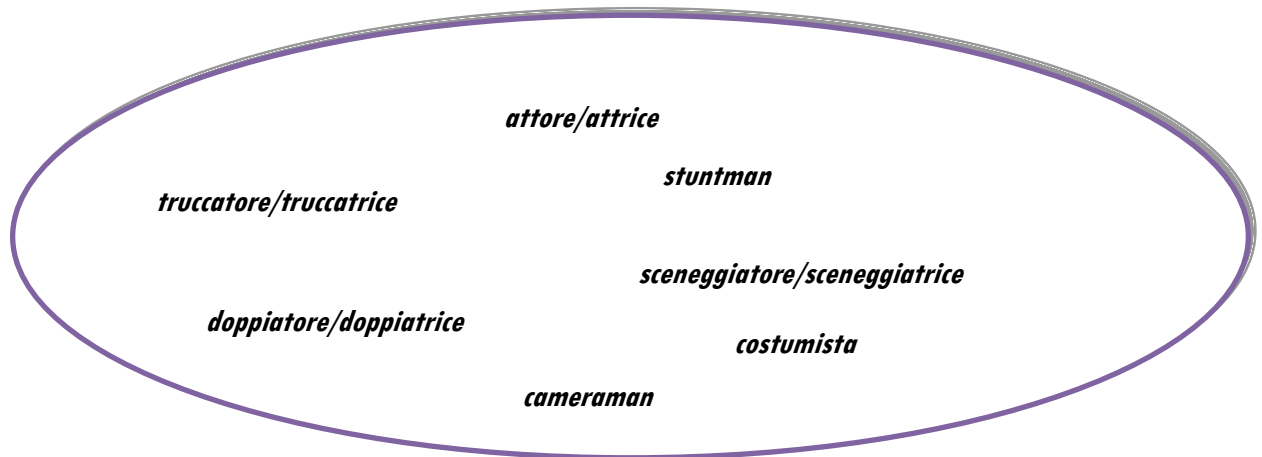 attore/attrice
stuntman
truccatore/truccatrice
sceneggiatore/sceneggiatrice
doppiatore/doppiatrice
costumista
cameraman